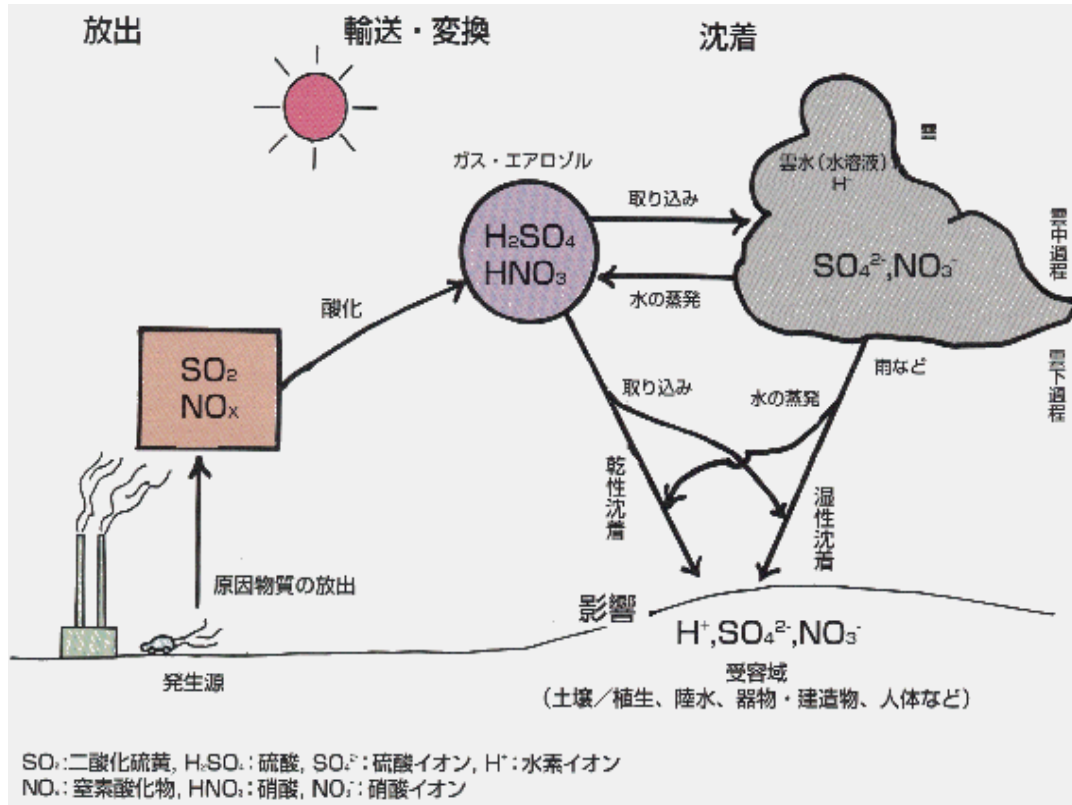 放出
輸送・変換
沈着
ガス・エアロゾル
雲
雲水(水溶液)
H⁻
取り込み
H₂SO₄
HNO₃
SO₄²⁻,NO₃⁻
雲中過程
水の蒸発
酸化
SO₂
NOx
雨など
雲下過程
取り込み
水の蒸発
乾性沈着
湿性沈着
原因物質の放出
影響
H⁺,SO₄²⁻,NO₃⁻
発生源
受容域
(土壌/植生、陸水、器物・建造物、人体など)
SO₂:二酸化硫黄, H₂SO₄:硫酸, SO₄²⁻:硫酸イオン, H⁺:水素イオン
NOx:窒素酸化物, HNO₃:硝酸, NO₃⁻:硝酸イオン